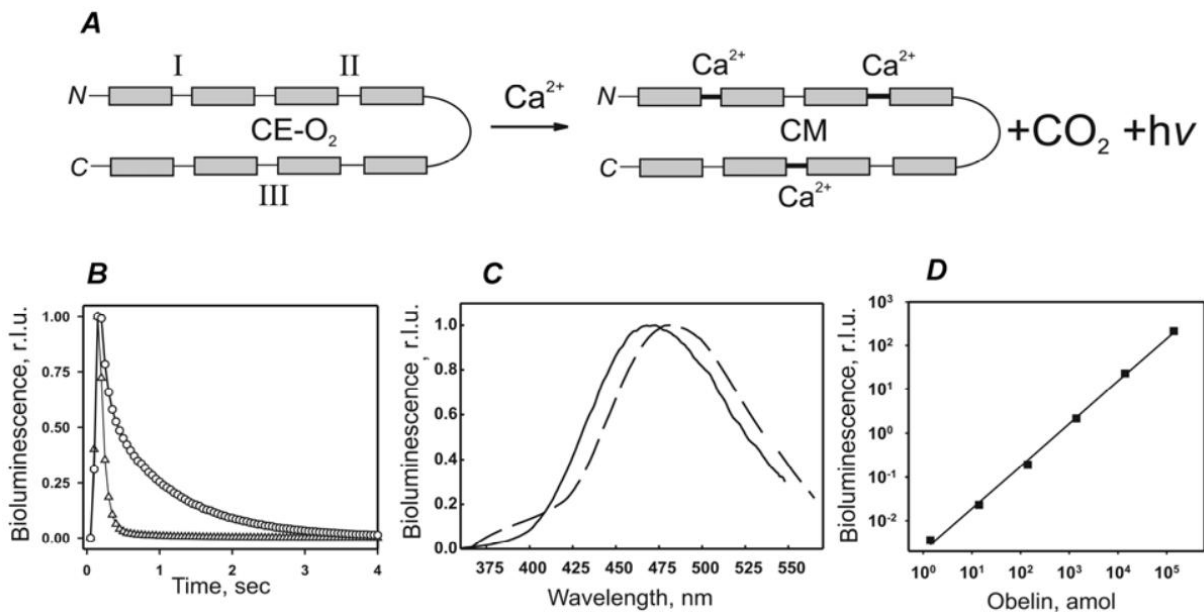 A
I II
N
CE-O₂
C
III
Ca²⁺
Ca²⁺ Ca²⁺
N
CM
C
Ca²⁺
+CO₂ +hν
B
Bioluminescence, r.l.u.
1.00
0.75
0.50
0.25
0.00
0 1 2 3 4
Time, sec
C
Bioluminescence, r.l.u.
1.0
0.8
0.6
0.4
0.2
0.0
375 400 425 450 475 500 525 550
Wavelength, nm
D
Bioluminescence, r.l.u.
10³
10²
10¹
10⁰
10⁻¹
10⁻²
10⁰ 10¹ 10² 10³ 10⁴ 10⁵
Obelin, amol